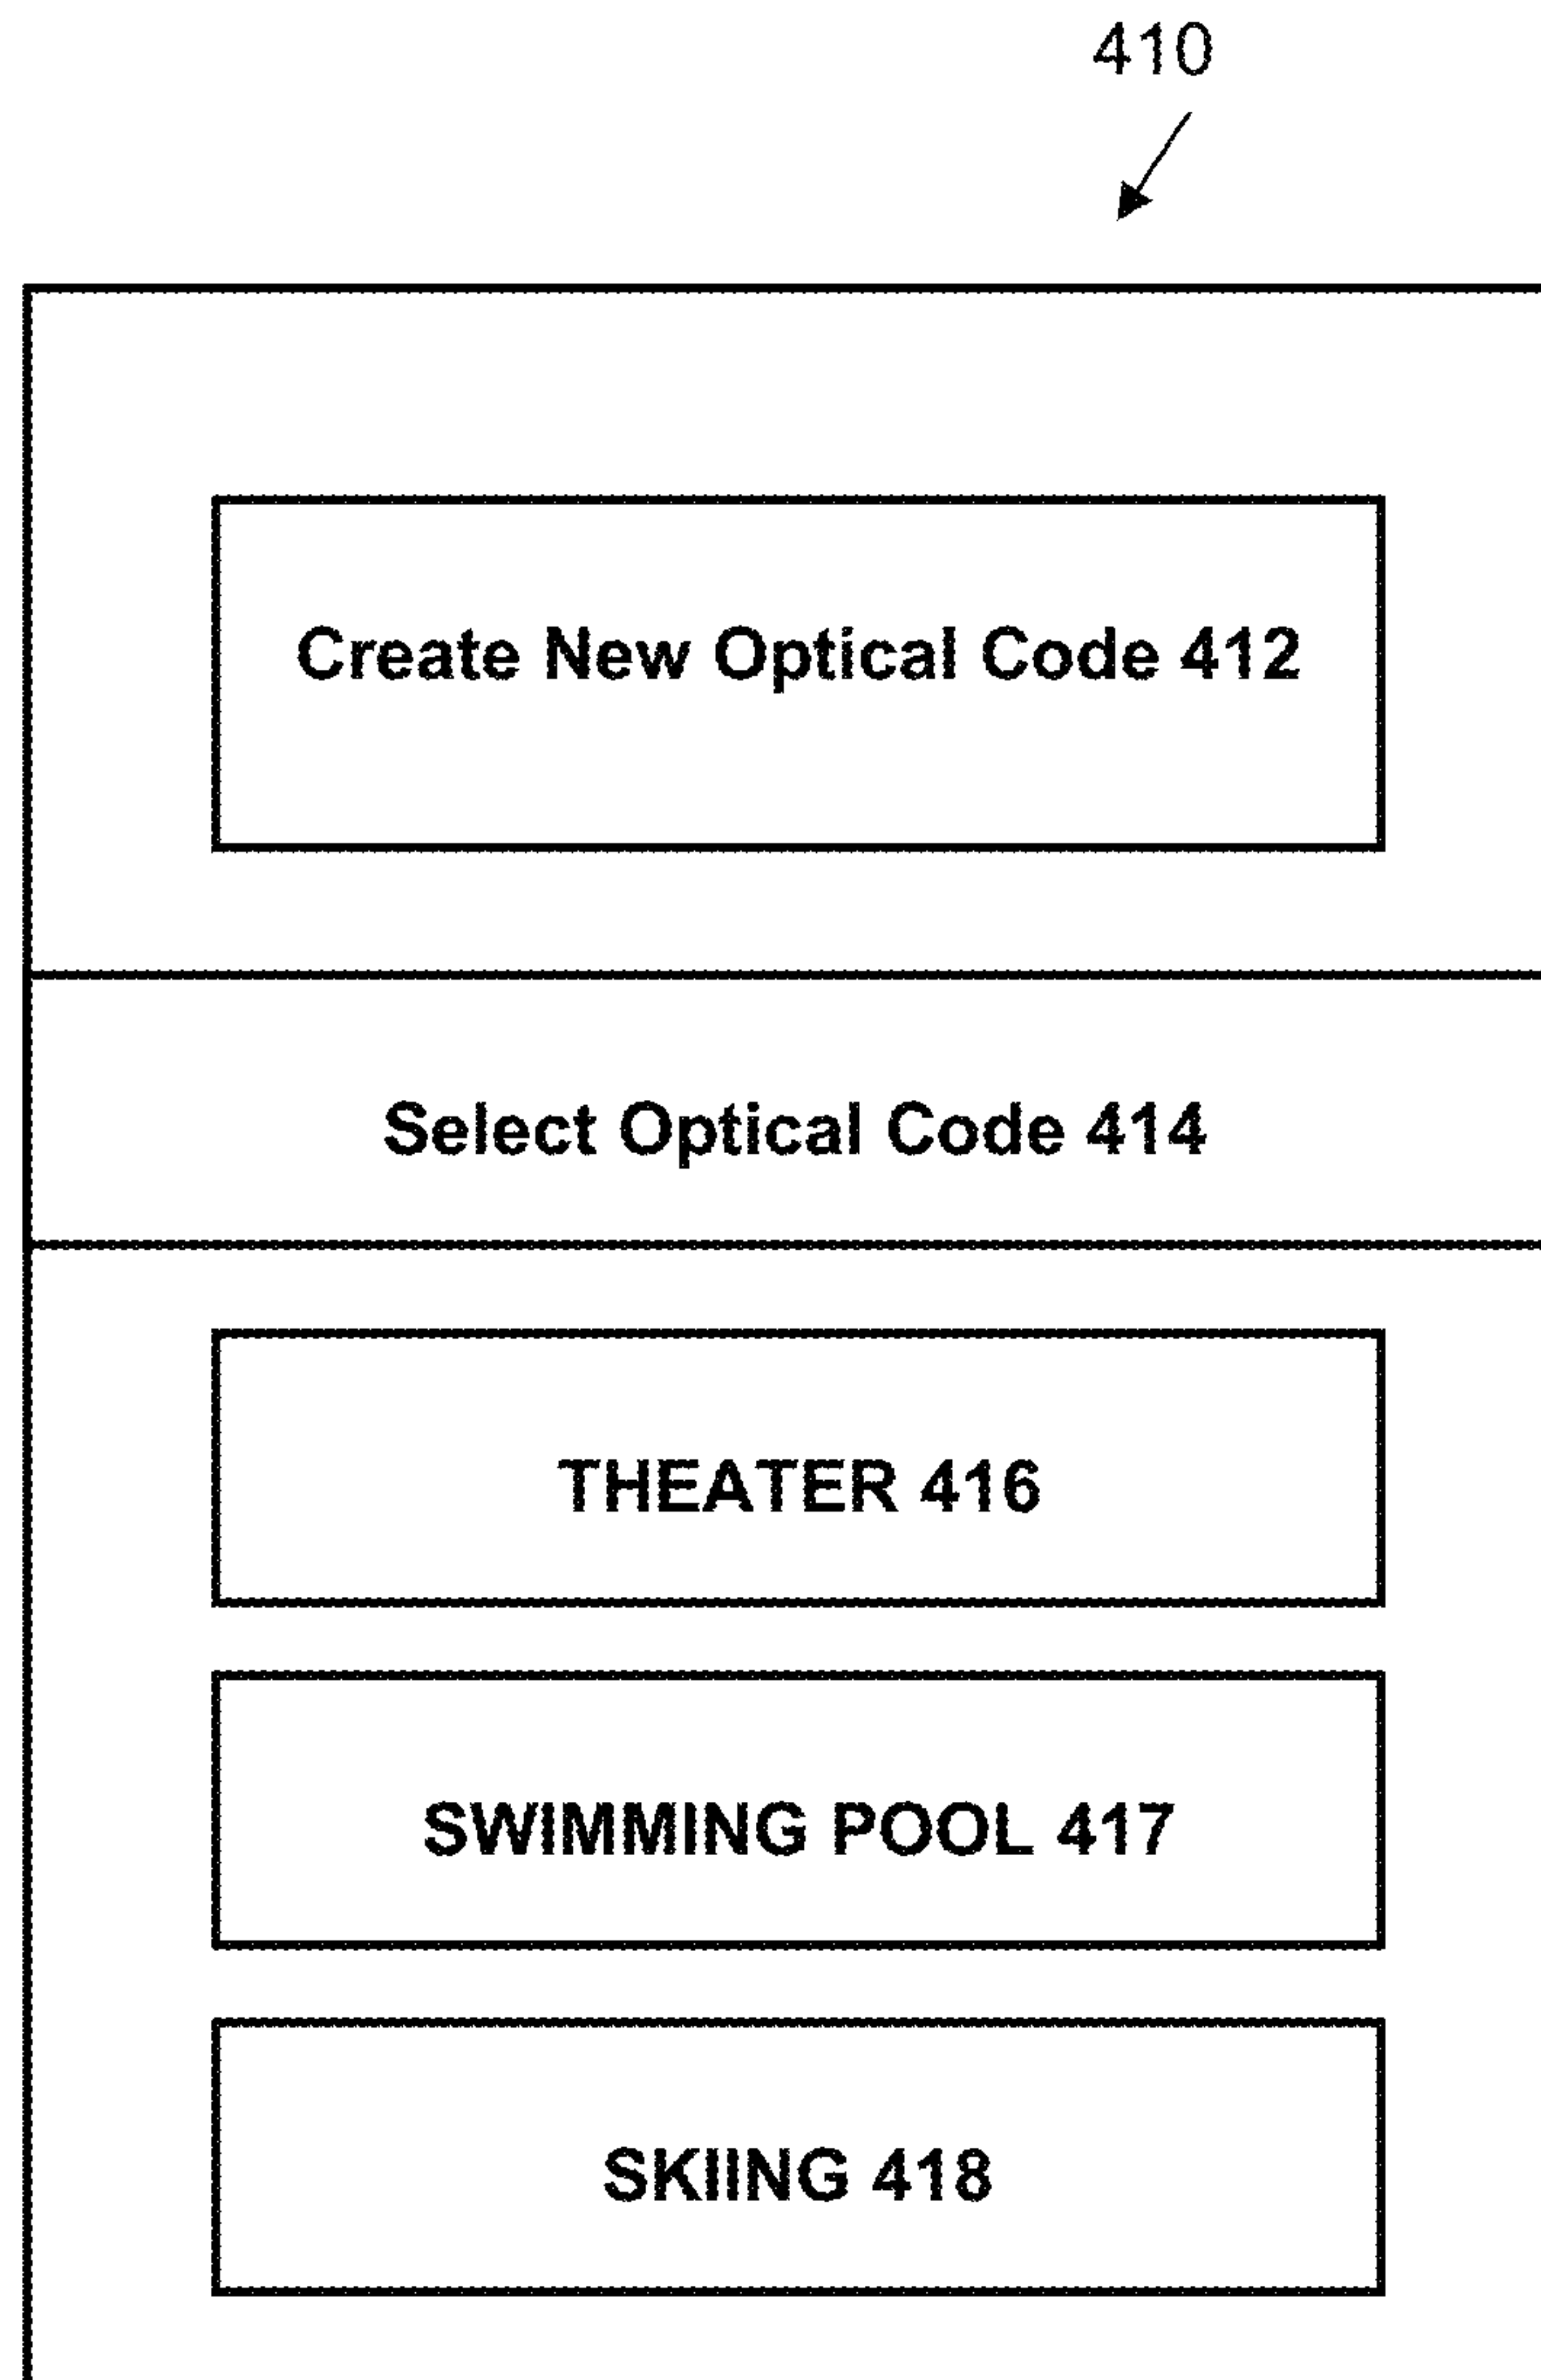 410
Create New Optical Code 412
Select Optical Code 414
THEATER 416
SWIMMING POOL 417
SKIING 418